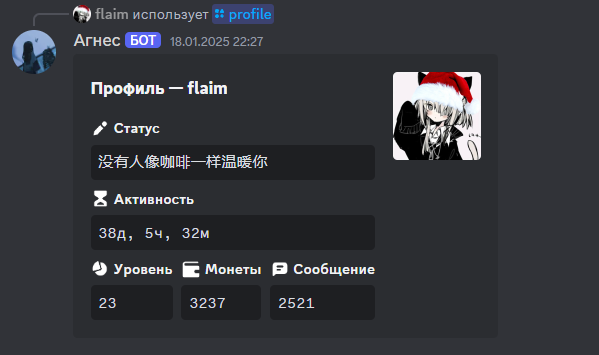 flaim использует profile
Агнес БОТ 18.01.2025 22:27
Профиль — flaim
Статус
没有人像咖啡一样温暖你
Активность
38д, 5ч, 32м
Уровень Монеты Сообщение
23 3237 2521